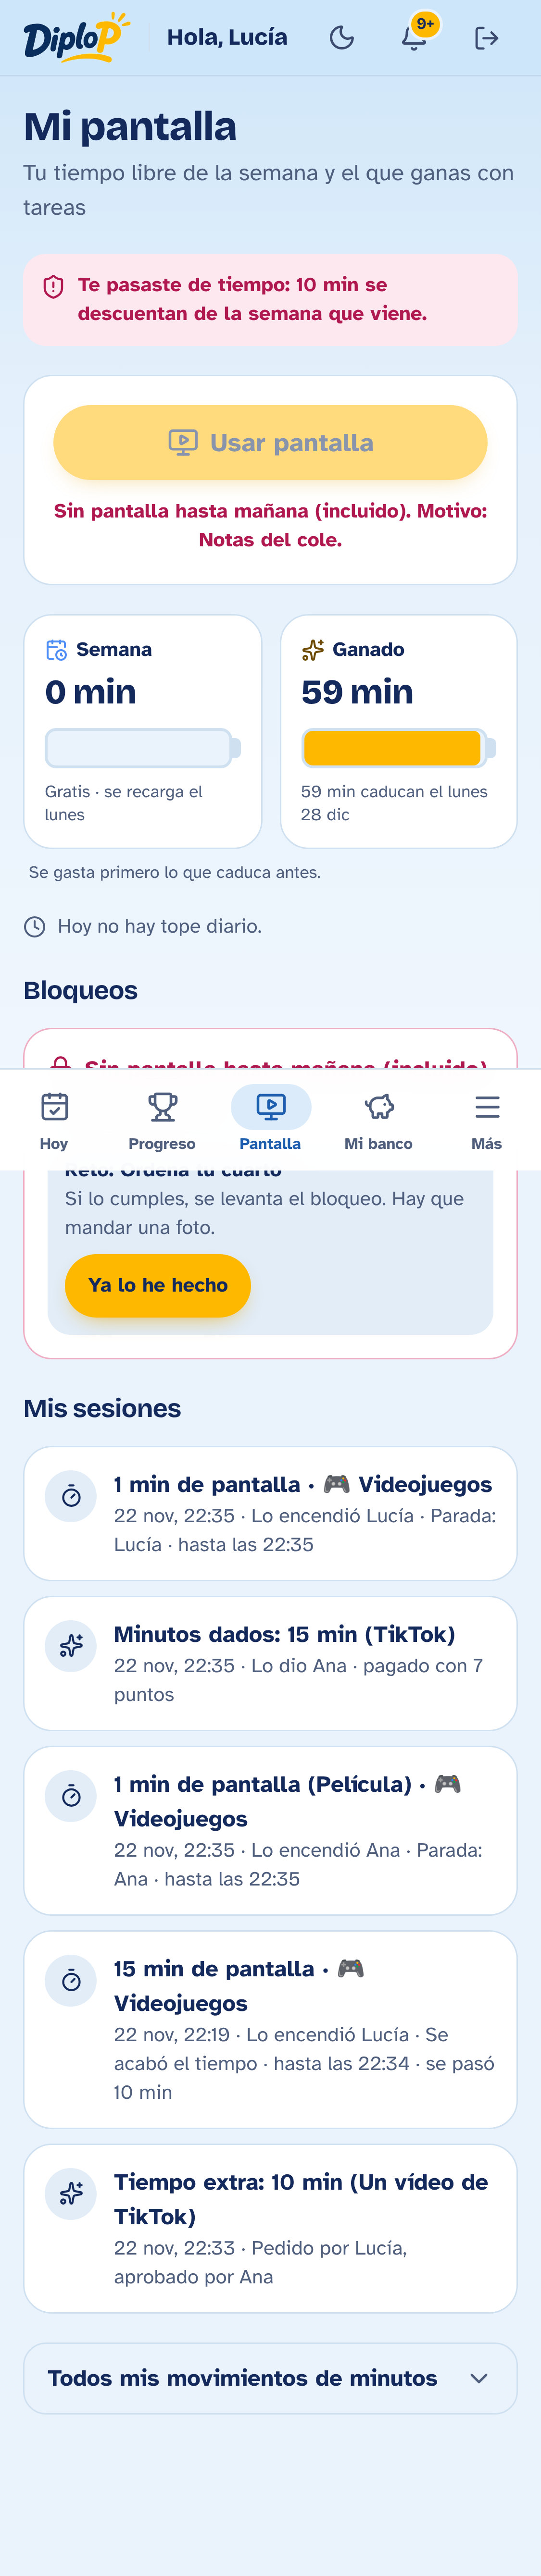 DiploP
Hola, Lucía
9+
Mi pantalla
Tu tiempo libre de la semana y el que ganas con
tareas
Te pasaste de tiempo: 10 min se
descuentan de la semana que viene.
Usar pantalla
Sin pantalla hasta mañana (incluido). Motivo:
Notas del cole.
Semana
0 min
Gratis · se recarga el
lunes
Ganado
59 min
59 min caducan el lunes
28 dic
Se gasta primero lo que caduca antes.
Hoy no hay tope diario.
Bloqueos
Sin pantalla hasta mañana (incluido)
Hoy
Progreso
Pantalla
Mi banco
Más
Reto: Ordena tu cuarto
Si lo cumples, se levanta el bloqueo. Hay que
mandar una foto.
Ya lo he hecho
Mis sesiones
1 min de pantalla · 🎮 Videojuegos
22 nov, 22:35 · Lo encendió Lucía · Parada:
Lucía · hasta las 22:35
Minutos dados: 15 min (TikTok)
22 nov, 22:35 · Lo dio Ana · pagado con 7
puntos
1 min de pantalla (Película) · 🎮
Videojuegos
22 nov, 22:35 · Lo encendió Ana · Parada:
Ana · hasta las 22:35
15 min de pantalla · 🎮
Videojuegos
22 nov, 22:19 · Lo encendió Lucía · Se
acabó el tiempo · hasta las 22:34 · se pasó
10 min
Tiempo extra: 10 min (Un vídeo de
TikTok)
22 nov, 22:33 · Pedido por Lucía,
aprobado por Ana
Todos mis movimientos de minutos